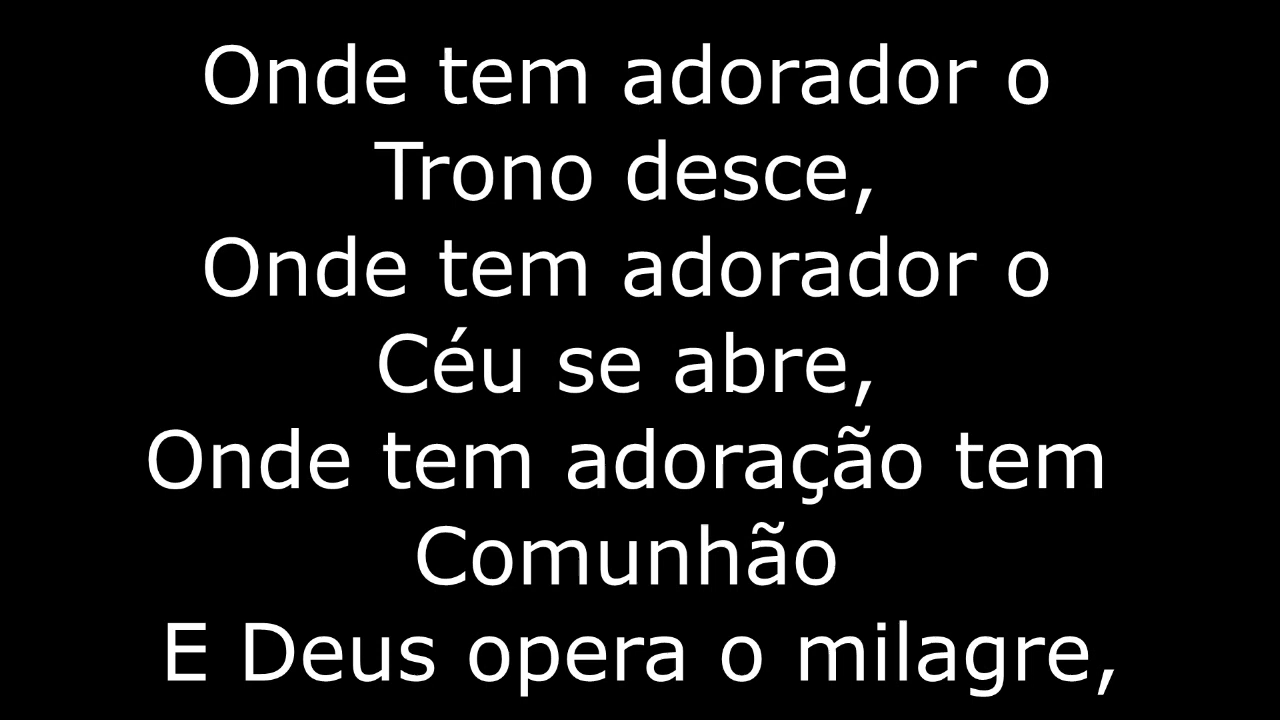 Onde tem adorador o
Trono desce,
Onde tem adorador o
Céu se abre,
Onde tem adoração tem
Comunhão
E Deus opera o milagre,